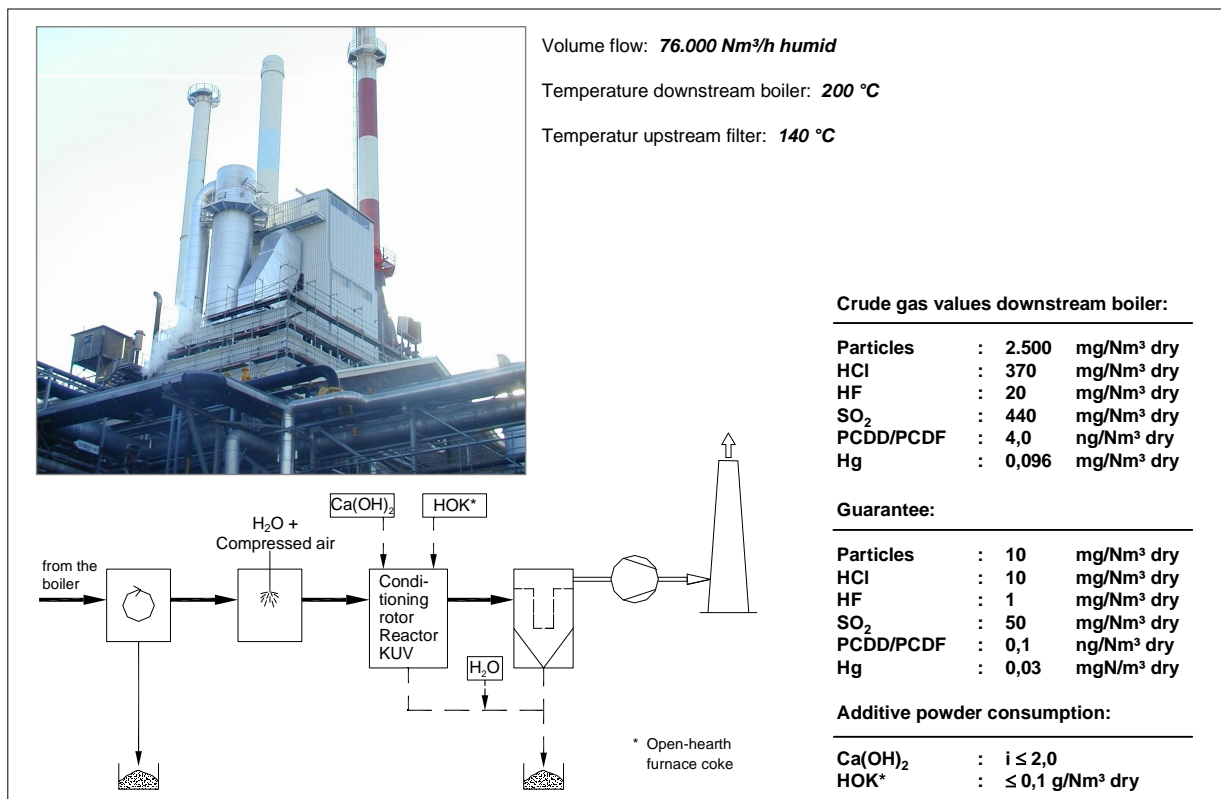 Volume flow: 76.000 Nm³/h humid
Temperature downstream boiler: 200 °C
Temperatur upstream filter: 140 °C
Crude gas values downstream boiler:
Particles : 2.500 mg/Nm³ dry
HCl : 370 mg/Nm³ dry
HF : 20 mg/Nm³ dry
SO₂ : 440 mg/Nm³ dry
PCDD/PCDF : 4,0 ng/Nm³ dry
Hg : 0,096 mg/Nm³ dry
Guarantee:
Particles : 10 mg/Nm³ dry
HCl : 10 mg/Nm³ dry
HF : 1 mg/Nm³ dry
SO₂ : 50 mg/Nm³ dry
PCDD/PCDF : 0,1 ng/Nm³ dry
Hg : 0,03 mgN/m³ dry
Additive powder consumption:
Ca(OH)₂ : i ≤ 2,0
HOK* : ≤ 0,1 g/Nm³ dry
from the
boiler
H₂O +
Compressed air
Ca(OH)₂
HOK*
Condi-
tioning
rotor
Reactor
KUV
H₂O
* Open-hearth
furnace coke